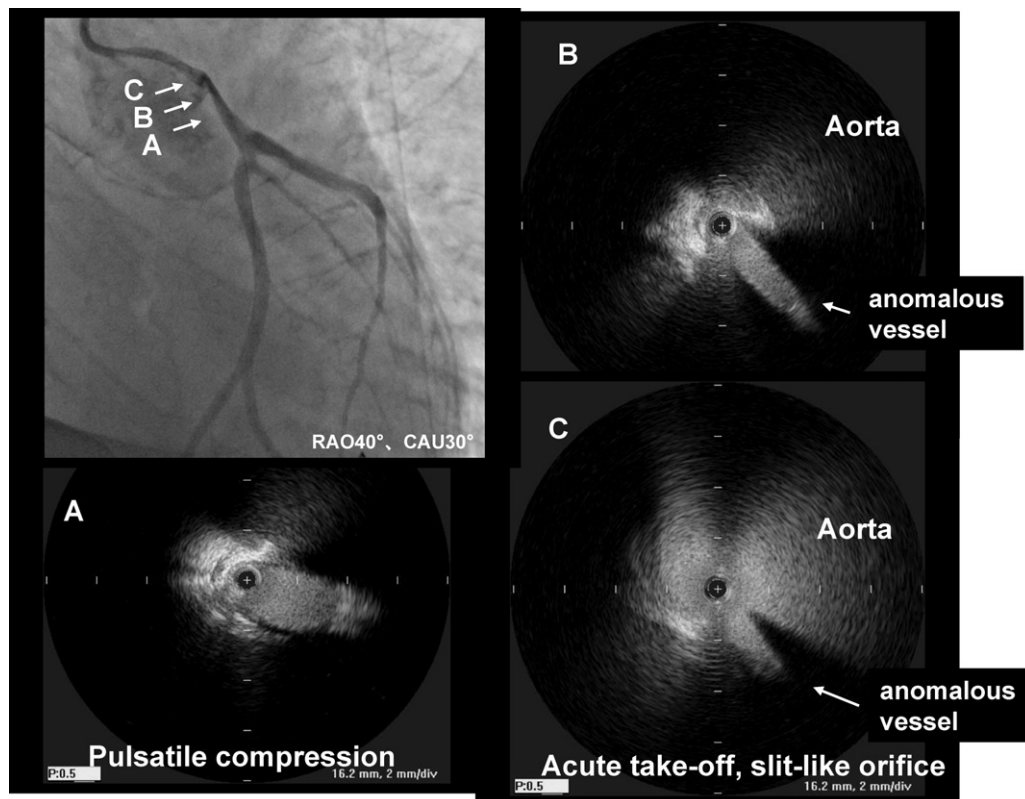 C
B
A
RAO40°、CAU30°
B
Aorta
anomalous
vessel
A
Pulsatile compression
P:0.5
16.2 mm, 2 mm/div
C
Aorta
anomalous
vessel
Acute take-off, slit-like orifice
P:0.5
16.2 mm, 2 mm/div